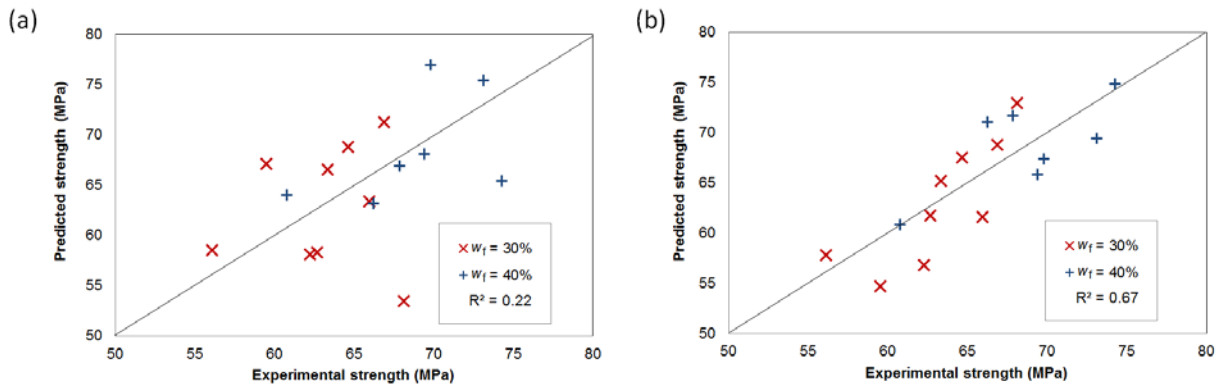 (a)
Predicted strength (MPa)
80
75
70
65
60
55
50
50 55 60 65 70 75 80
Experimental strength (MPa)
wf = 30%
wf = 40%
R² = 0.22
(b)
Predicted strength (MPa)
80
75
70
65
60
55
50
50 55 60 65 70 75 80
Experimental strength (MPa)
wf = 30%
wf = 40%
R² = 0.67